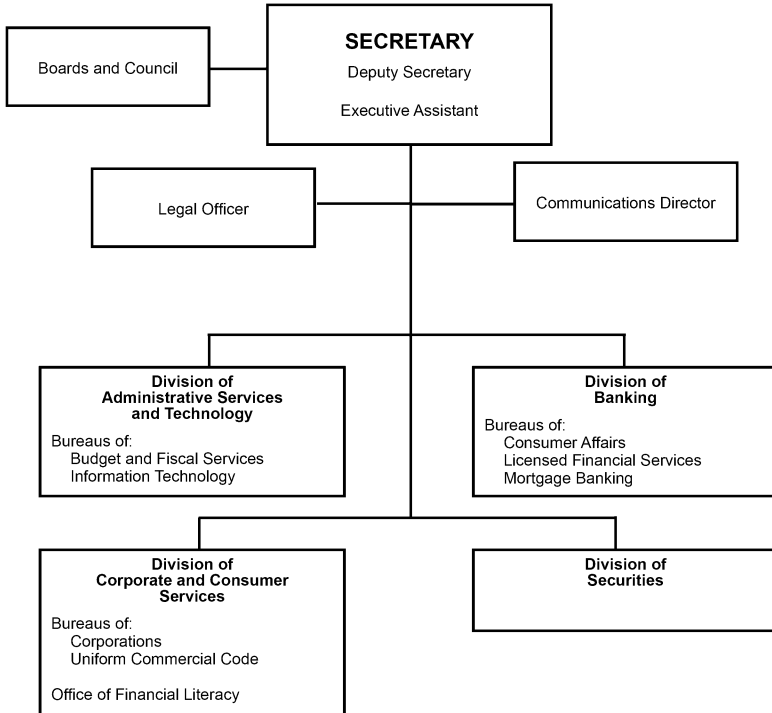 SECRETARY
Deputy Secretary
Executive Assistant
Boards and Council
Legal Officer
Communications Director
Division of
Administrative Services
and Technology
Bureaus of:
Budget and Fiscal Services
Information Technology
Division of
Banking
Bureaus of:
Consumer Affairs
Licensed Financial Services
Mortgage Banking
Division of
Corporate and Consumer
Services
Bureaus of:
Corporations
Uniform Commercial Code
Office of Financial Literacy
Division of
Securities